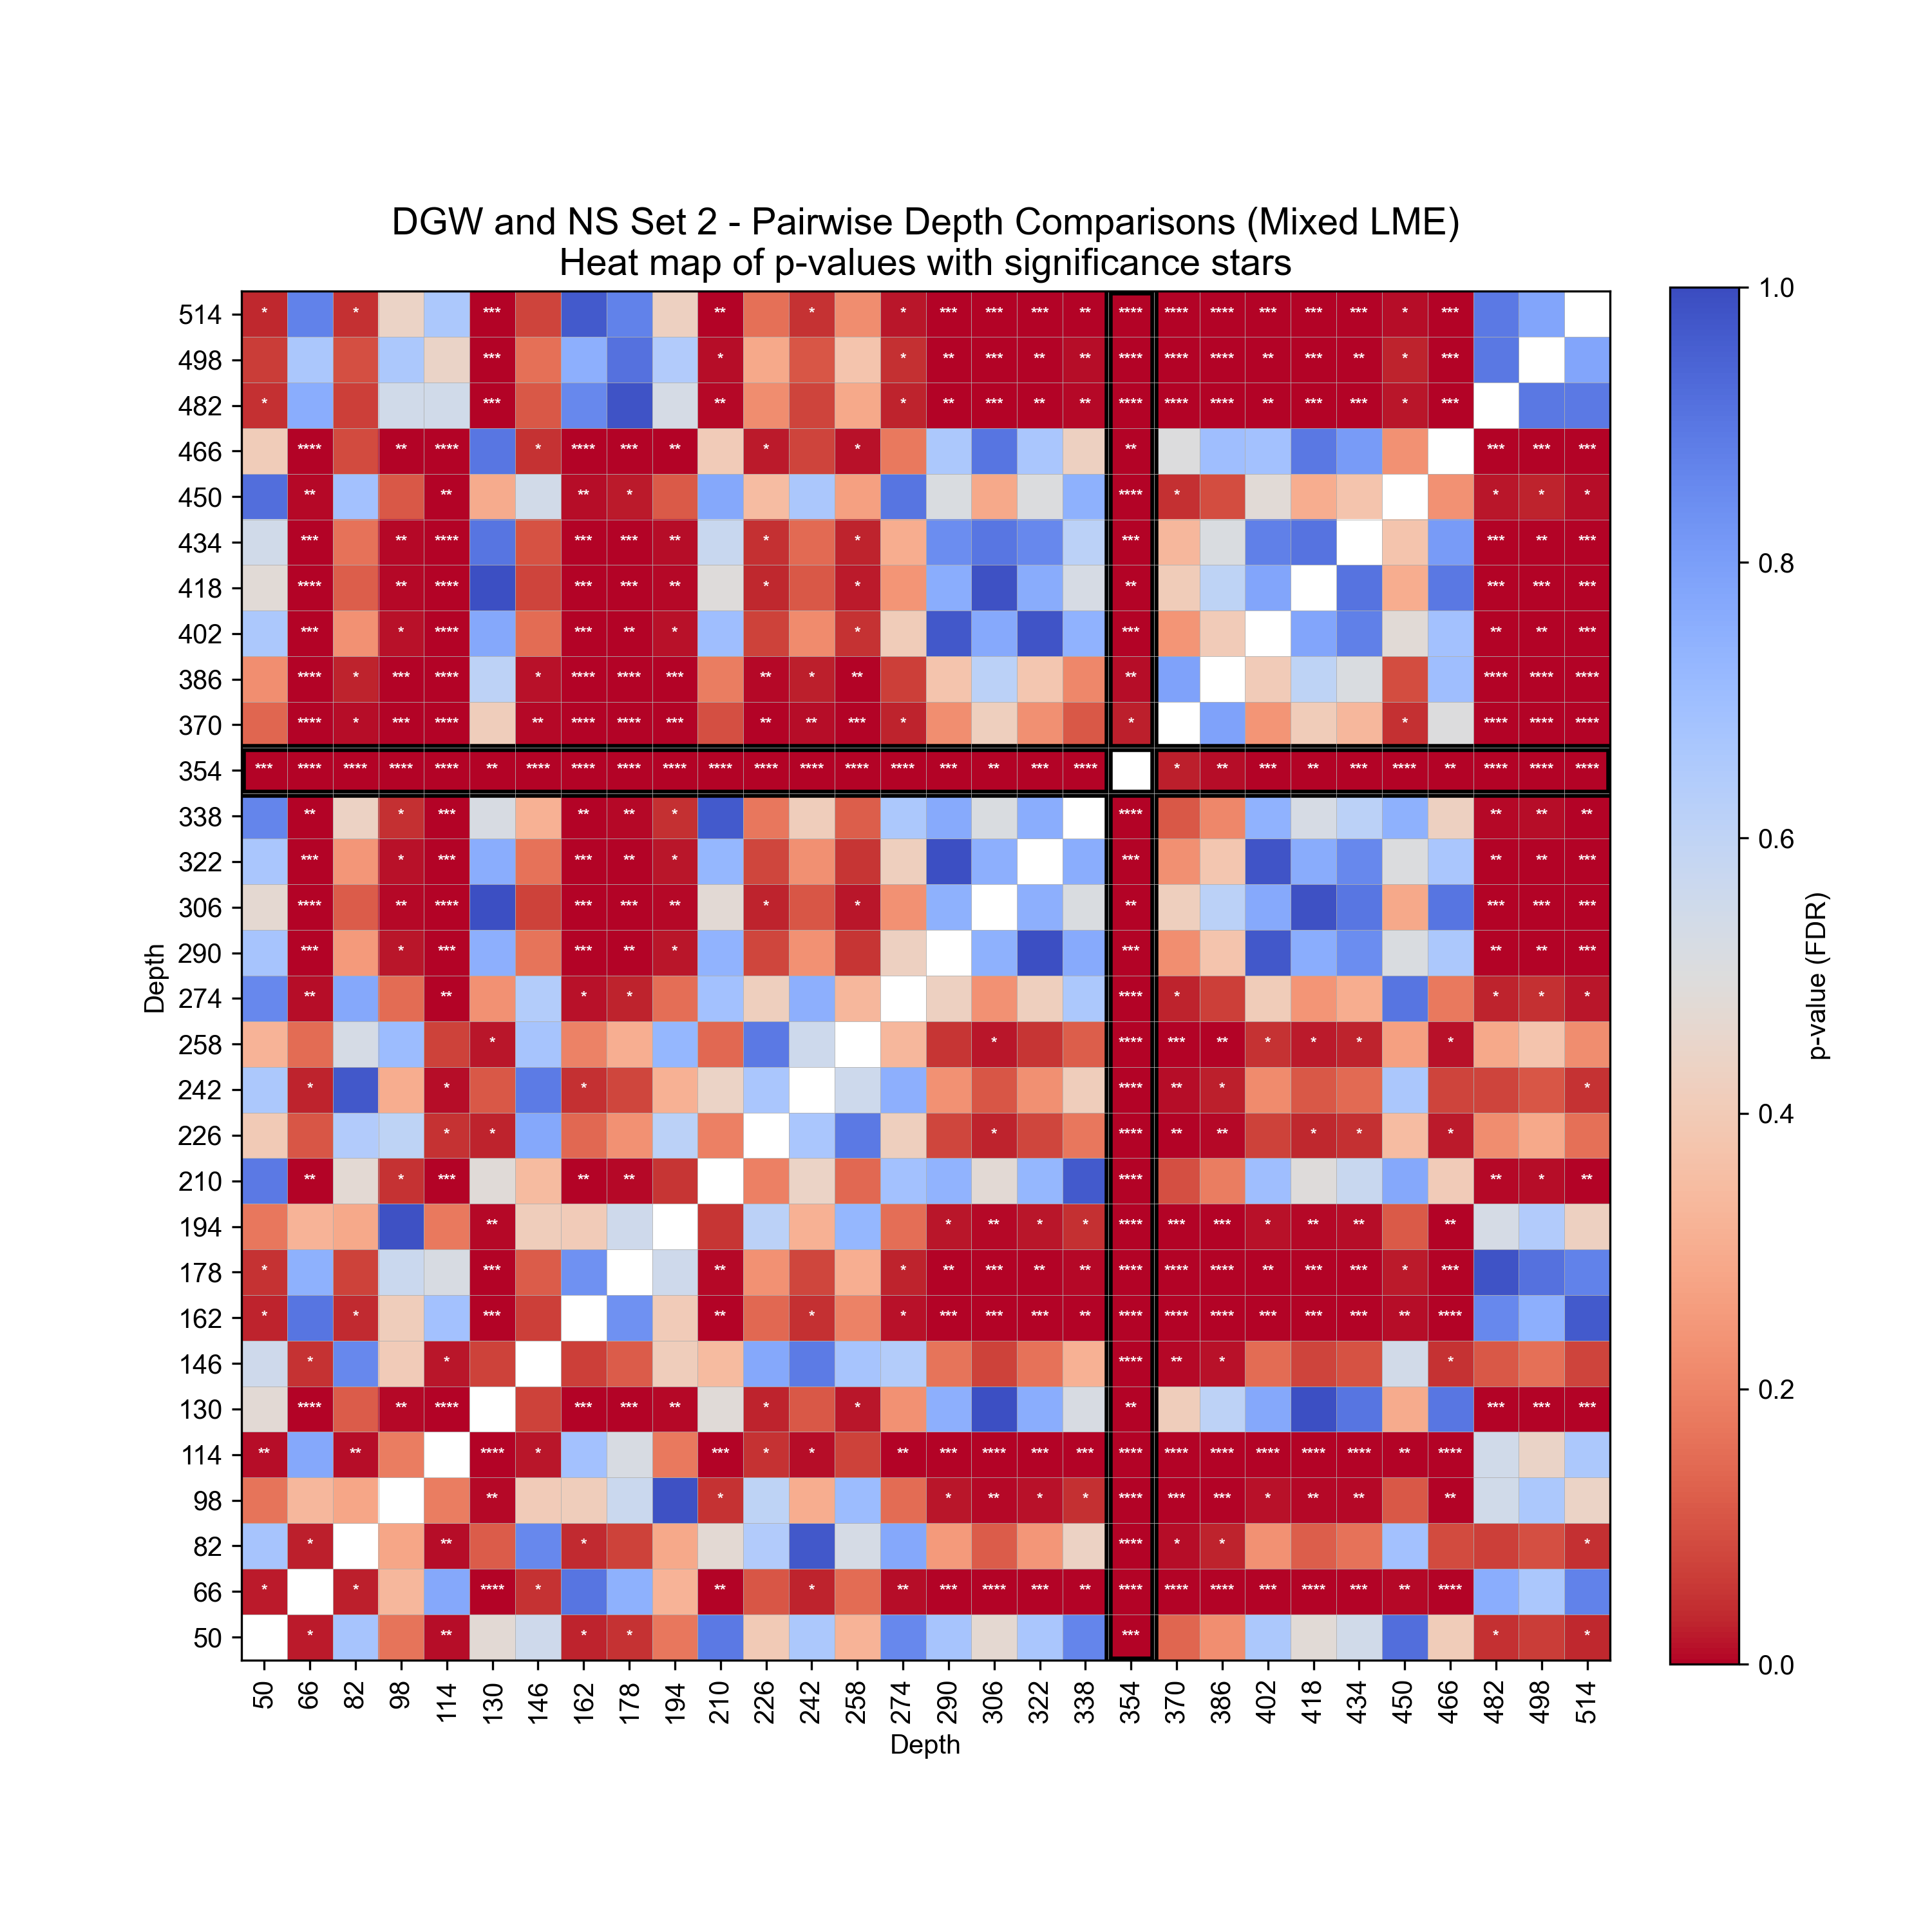 DGW and NS Set 2 - Pairwise Depth Comparisons (Mixed LME)
Heat map of p-values with significance stars
514 * * *** ** * * *** *** *** ** **** **** **** *** *** *** * ***
498 *** * * ** *** ** ** **** **** **** ** *** ** * ***
482 * *** ** * ** *** ** ** **** **** **** ** *** *** * ***
466 **** ** **** * **** *** ** * * ** *** *** ***
450 ** ** ** * **** * * * *
434 *** ** **** *** *** ** * * *** *** ** ***
418 **** ** **** *** *** ** * * ** *** *** ***
402 *** * **** *** ** * * *** ** ** ***
386 **** * *** **** * **** **** *** ** * ** ** **** **** ****
370 **** * *** **** ** **** **** *** ** ** *** * * * **** **** ****
354 *** **** **** **** **** ** **** **** **** **** **** **** **** **** **** *** ** *** **** * ** *** ** *** **** ** **** **** ****
338 ** * *** ** ** * **** ** ** **
322 *** * *** *** ** * *** ** ** ***
306 **** ** **** *** *** ** * * ** *** *** ***
290 *** * *** *** ** * *** ** ** ***
274 ** ** * * **** * * * *
258 * * **** *** ** * * * *
242 * * * **** ** * *
226 * * * **** ** ** * * *
210 ** * *** ** ** **** ** * **
194 ** * ** * * **** *** *** * ** ** **
178 * *** ** * ** *** ** ** **** **** **** ** *** *** * ***
162 * * *** ** * * *** *** *** ** **** **** **** *** *** *** ** ****
146 * * **** ** * *
130 **** ** **** *** *** ** * * ** *** *** ***
114 ** ** **** * *** * * ** *** **** *** *** **** **** **** **** **** **** ** ****
98 ** * * ** * * **** *** *** * ** ** **
82 * ** * **** * * *
66 * * **** * ** * ** *** **** *** ** **** **** **** *** **** *** ** ****
50 * ** * * *** * *
Depth
50 66 82 98 114 130 146 162 178 194 210 226 242 258 274 290 306 322 338 354 370 386 402 418 434 450 466 482 498 514
Depth
1.0
0.8
0.6
0.4
0.2
0.0
p-value (FDR)